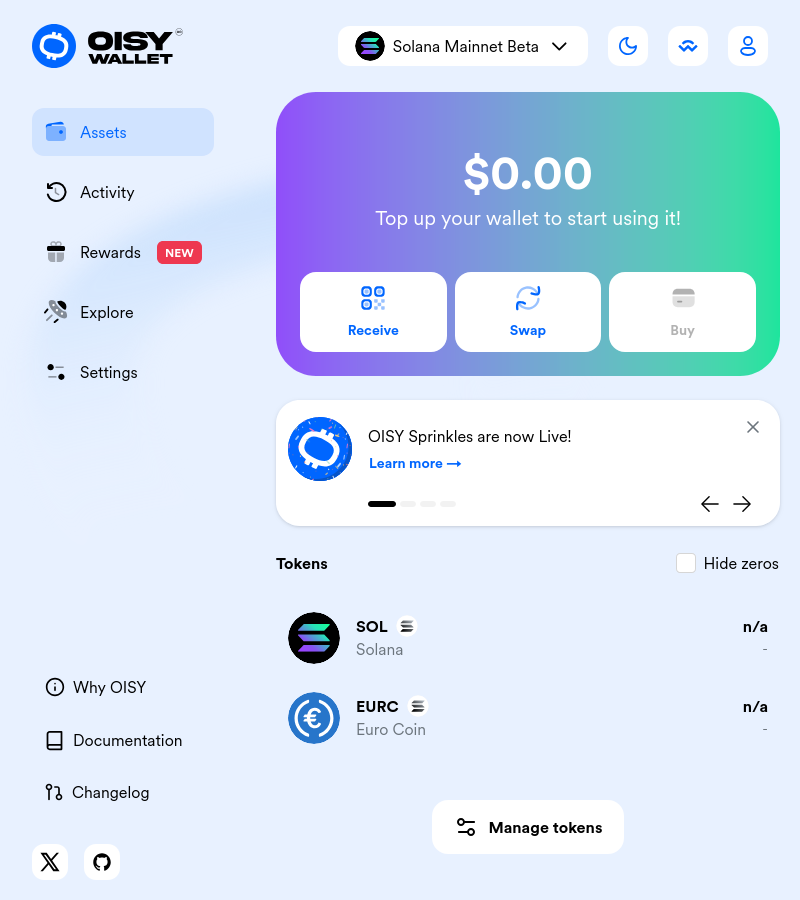 OISY
WALLET
Solana Mainnet Beta
Assets
Activity
Rewards NEW
Explore
Settings
$0.00
Top up your wallet to start using it!
Receive
Swap
Buy
OISY Sprinkles are now Live!
Learn more →
Tokens
Hide zeros
SOL
n/a
Solana
-
EURC
n/a
Euro Coin
-
Manage tokens
Why OISY
Documentation
Changelog